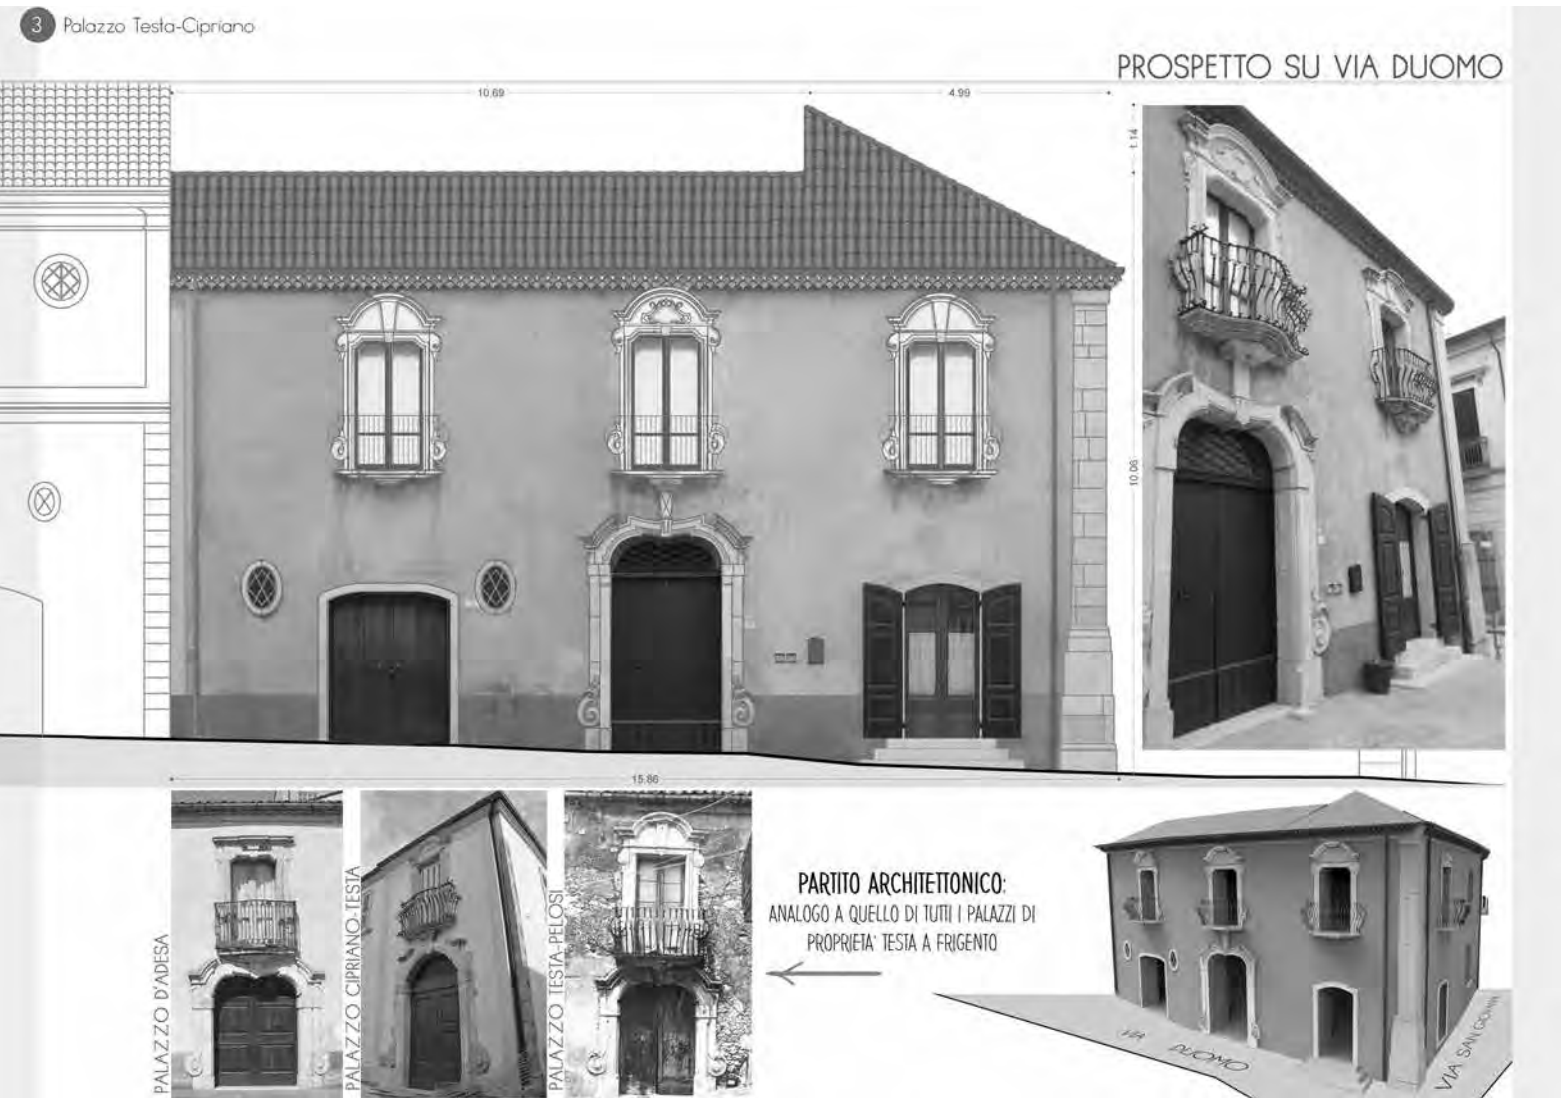 3 Palazzo Testa-Cipriano
PROSPETTO SU VIA DUOMO
10.69
4.99
1.14
10.06
15.86
PALAZZO D'ADESA
PALAZZO CIPRIANO-TESTA
PALAZZO TESTA-PELOSI
PARTITO ARCHITETTONICO:
ANALOGO A QUELLO DI TUTTI I PALAZZI DI
PROPRIETA' TESTA A FRIGENTO
VIA DUOMO
VIA SAN